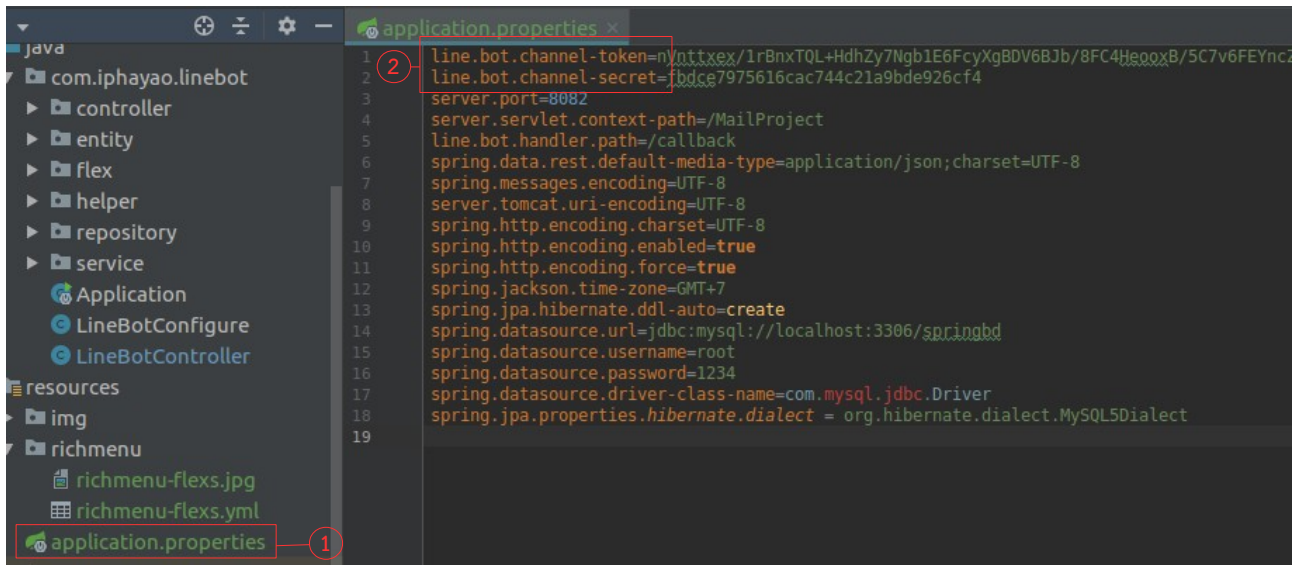 java
com.iphayao.linebot
controller
entity
flex
helper
repository
service
Application
LineBotConfigure
LineBotController
resources
img
richmenu
richmenu-flexs.jpg
richmenu-flexs.yml
application.properties
1
application.properties ×
2
1 line.bot.channel-token=nVnttxex/1rBnxTQL+HdhZy7Ngb1E6FcyXgBDV6BJb/8FC4HeooxB/5C7v6FEYncZ
2 line.bot.channel-secret=fbdce7975616cac744c21a9bde926cf4
3 server.port=8082
4 server.servlet.context-path=/MailProject
5 line.bot.handler.path=/callback
6 spring.data.rest.default-media-type=application/json;charset=UTF-8
7 spring.messages.encoding=UTF-8
8 server.tomcat.uri-encoding=UTF-8
9 spring.http.encoding.charset=UTF-8
10 spring.http.encoding.enabled=true
11 spring.http.encoding.force=true
12 spring.jackson.time-zone=GMT+7
13 spring.jpa.hibernate.ddl-auto=create
14 spring.datasource.url=jdbc:mysql://localhost:3306/springbd
15 spring.datasource.username=root
16 spring.datasource.password=1234
17 spring.datasource.driver-class-name=com.mysql.jdbc.Driver
18 spring.jpa.properties.hibernate.dialect = org.hibernate.dialect.MySQL5Dialect
19